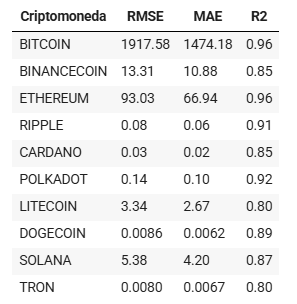 Criptomoneda RMSE MAE R2
BITCOIN 1917.58 1474.18 0.96
BINANCECOIN 13.31 10.88 0.85
ETHEREUM 93.03 66.94 0.96
RIPPLE 0.08 0.06 0.91
CARDANO 0.03 0.02 0.85
POLKADOT 0.14 0.10 0.92
LITECOIN 3.34 2.67 0.80
DOGECOIN 0.0086 0.0062 0.89
SOLANA 5.38 4.20 0.87
TRON 0.0080 0.0067 0.80